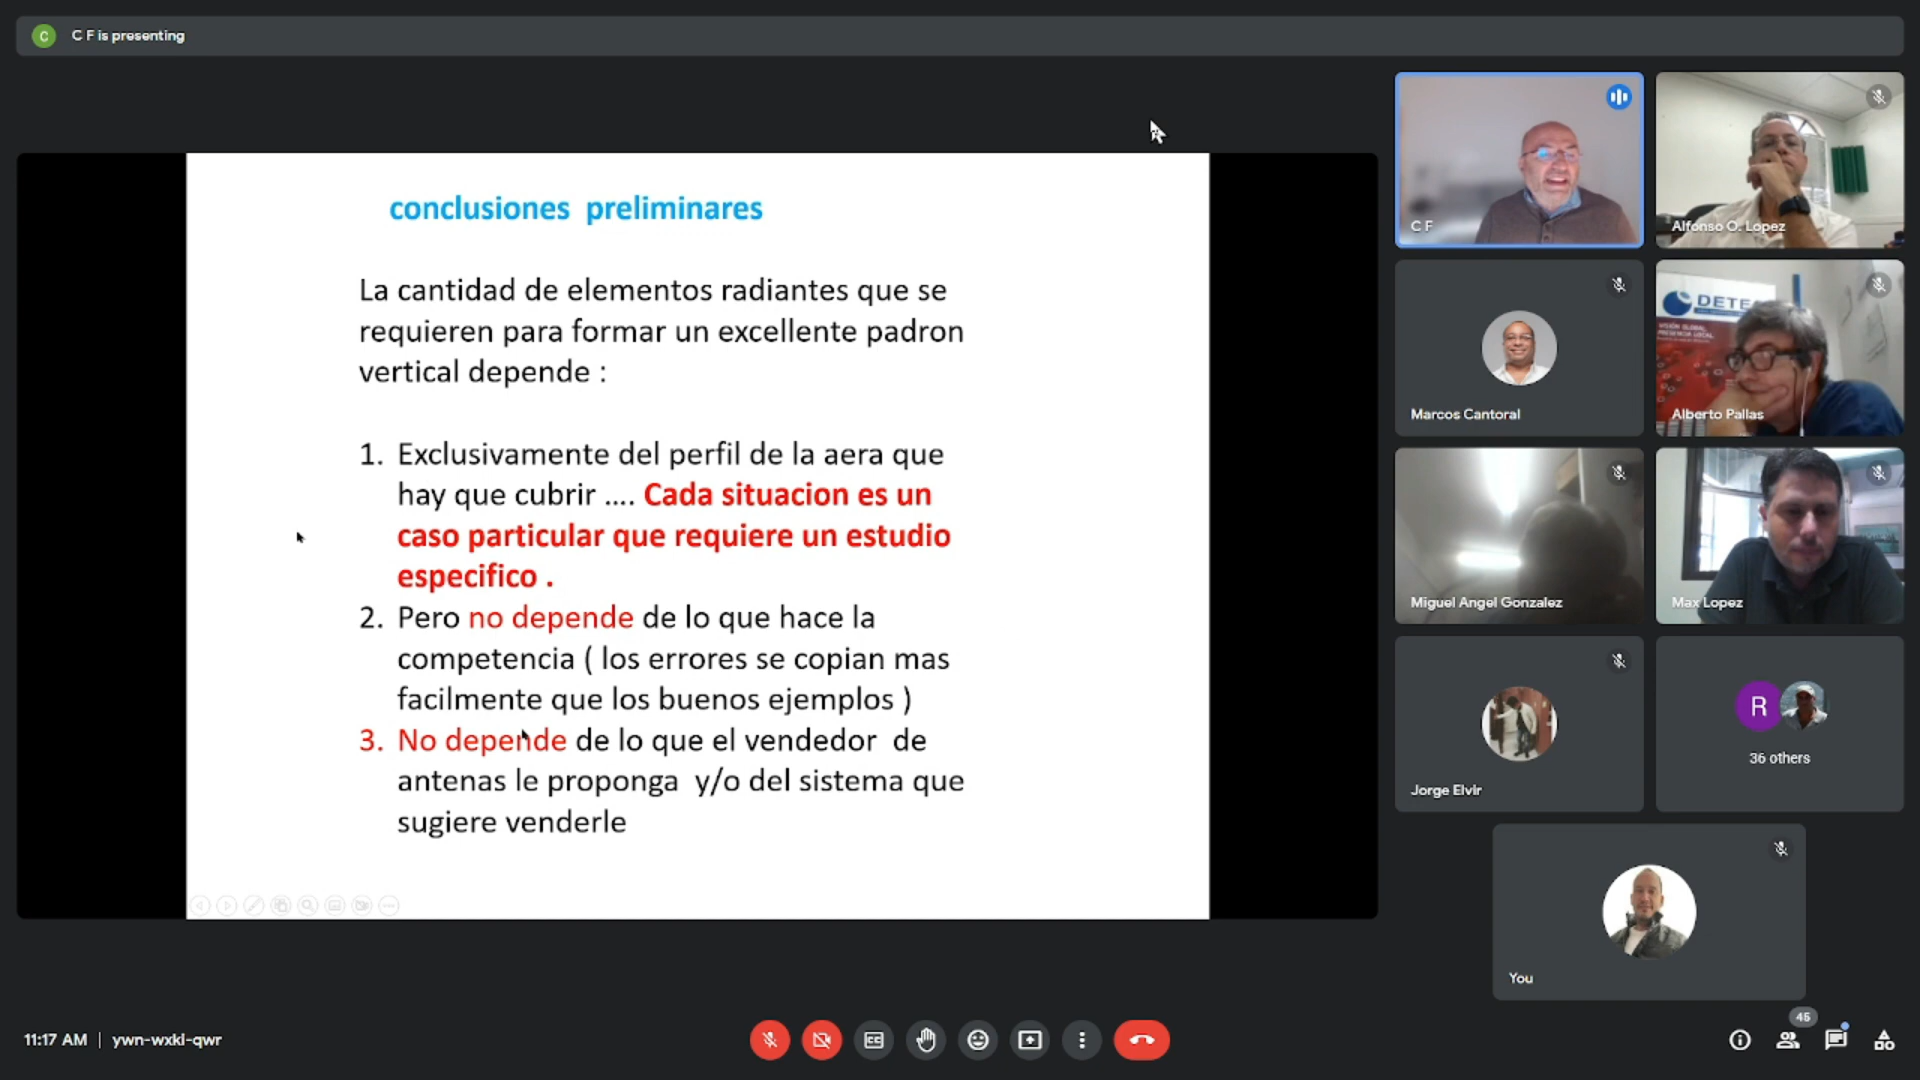 C
C F is presenting
conclusiones preliminares
La cantidad de elementos radiantes que se
requieren para formar un excellente padron
vertical depende :
1. Exclusivamente del perfil de la aera que
hay que cubrir .... Cada situacion es un
caso particular que requiere un estudio
especifico .
2. Pero no depende de lo que hace la
competencia ( los errores se copian mas
facilmente que los buenos ejemplos )
3. No depende de lo que el vendedor de
antenas le proponga y/o del sistema que
sugiere venderle
C F
Alfonso O. Lopez
Marcos Cantoral
DETE
Alberto Pallas
Miguel Angel Gonzalez
Max Lopez
Jorge Elvir
R
36 others
You
11:17 AM | ywn-wxkl-qwr
CC
45